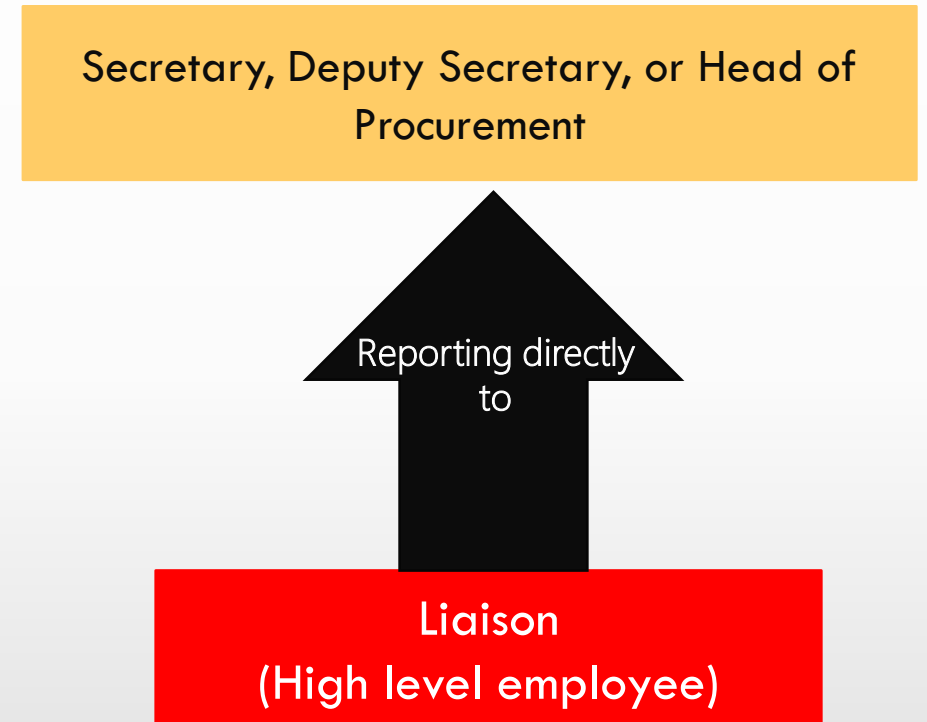 Secretary, Deputy Secretary, or Head of
Procurement
Reporting directly
to
Liaison
(High level employee)